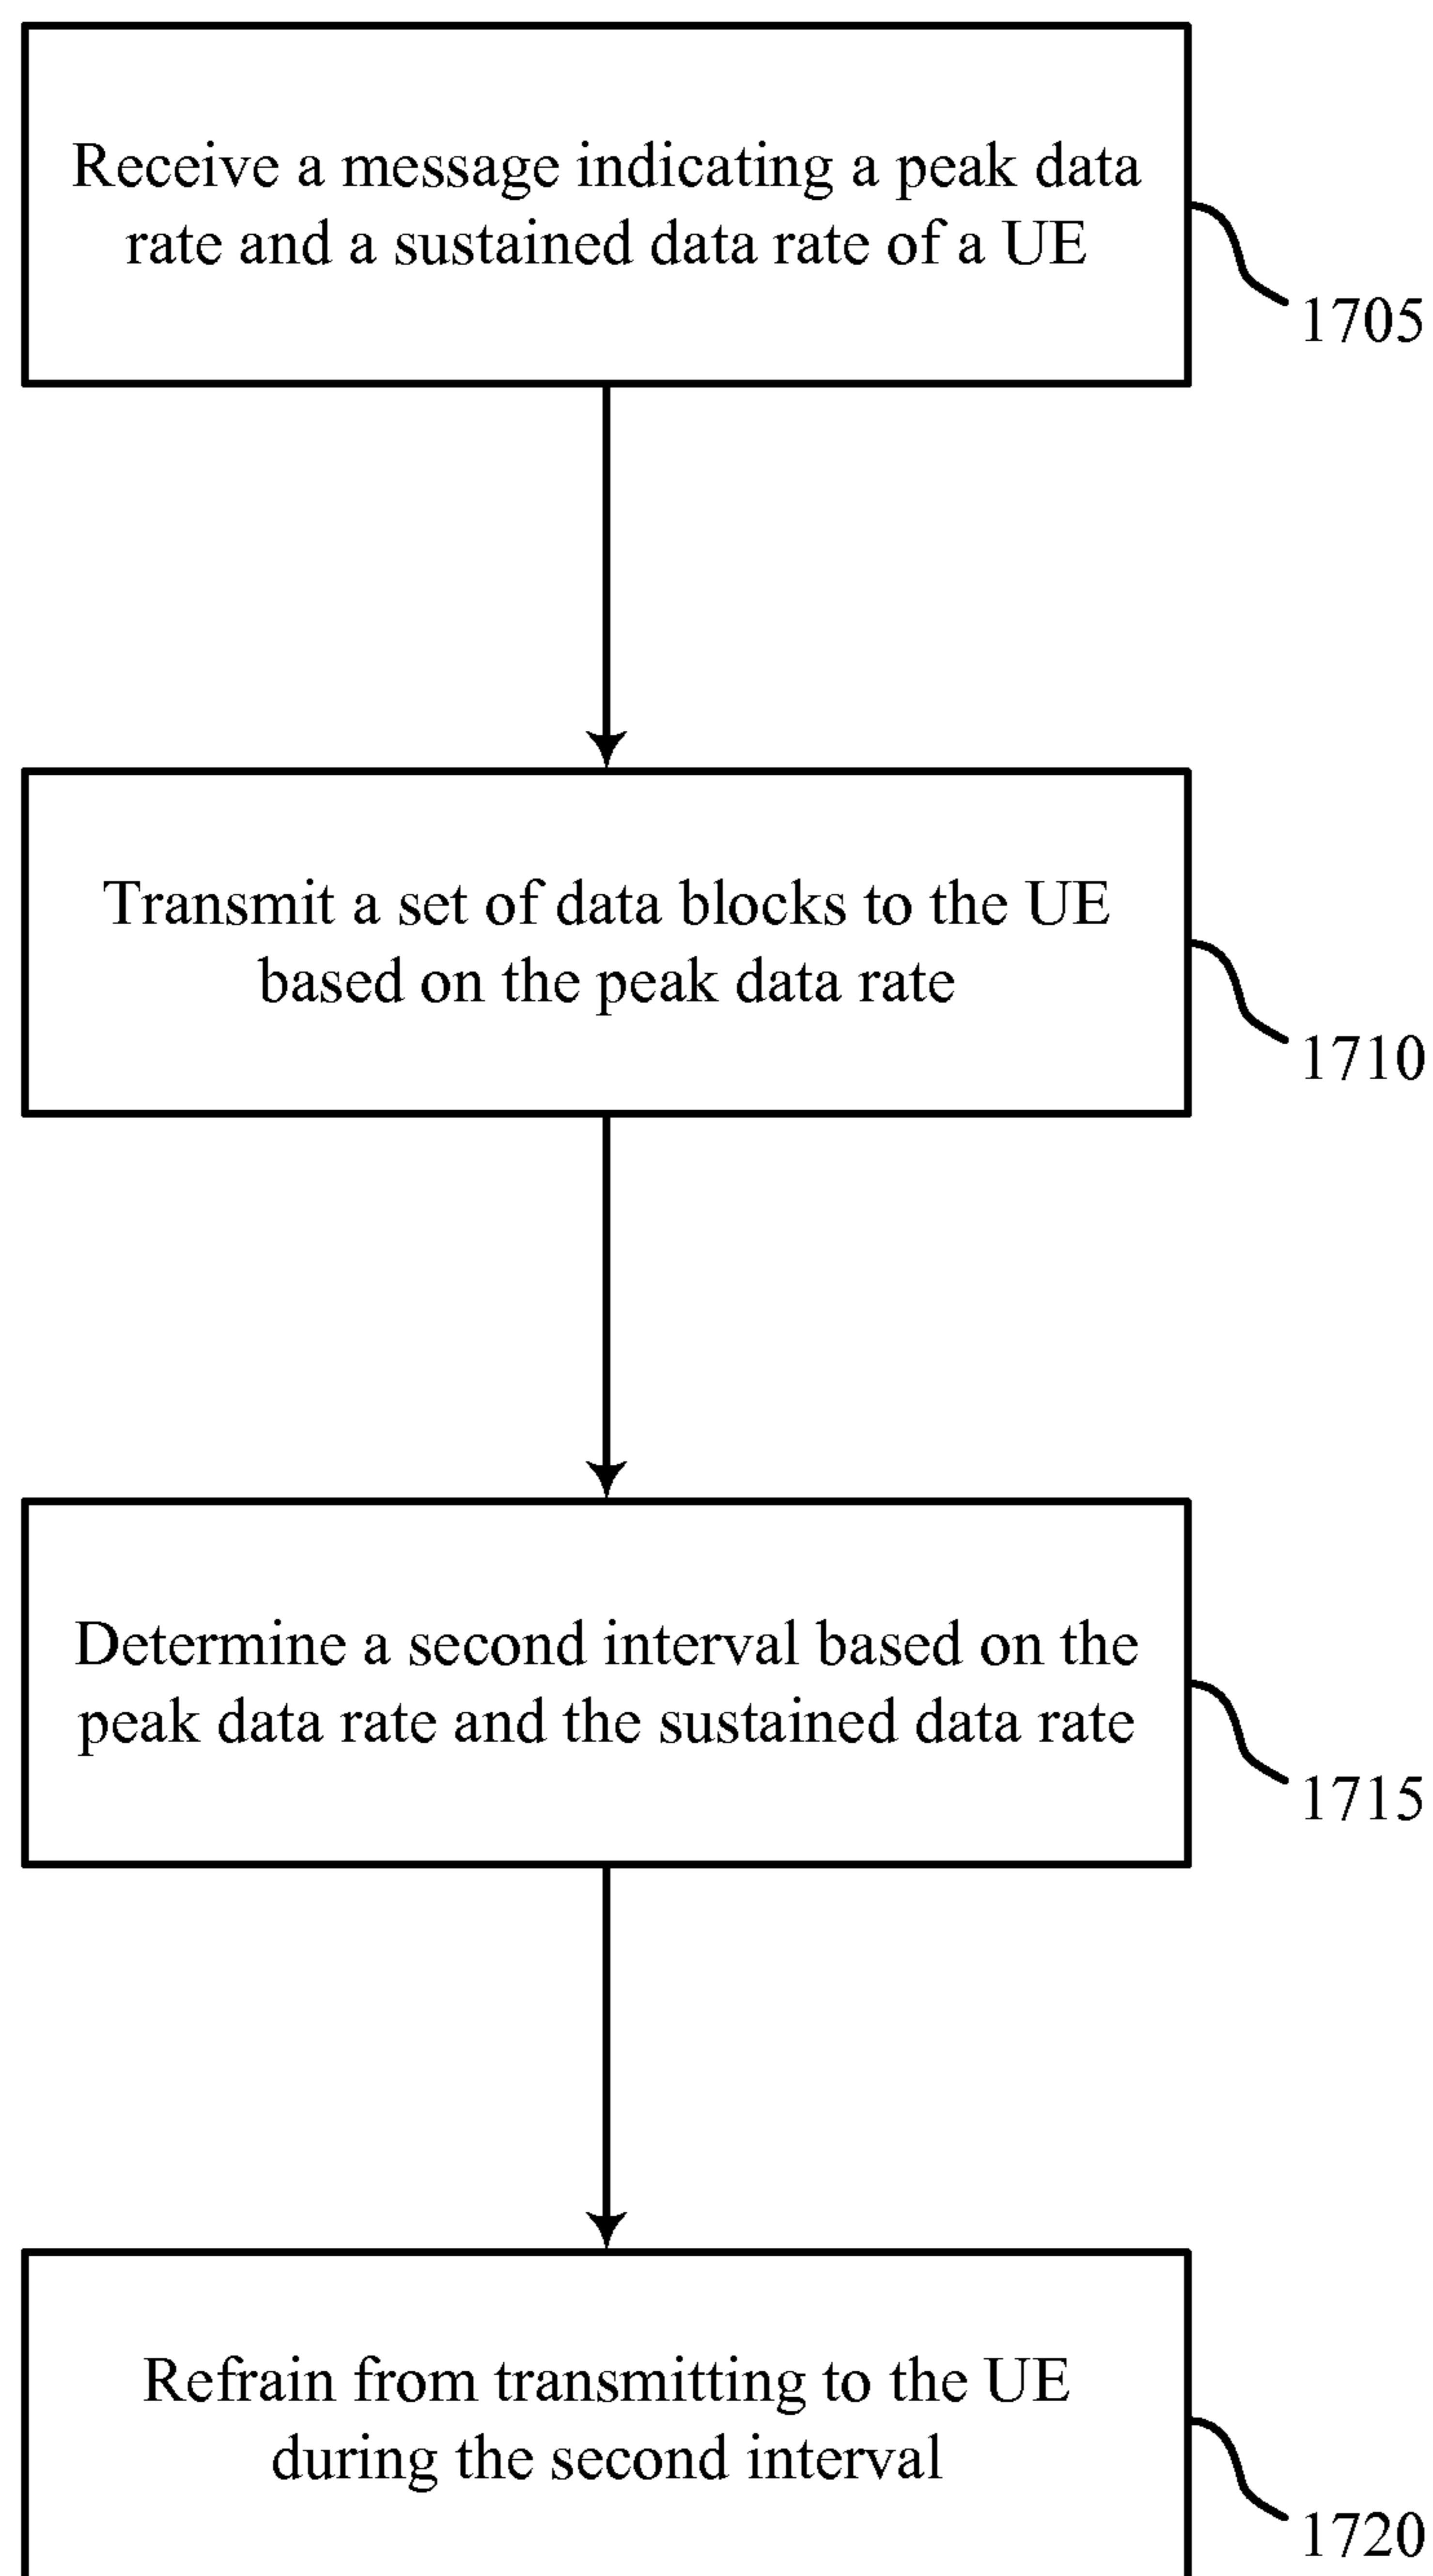 Receive a message indicating a peak data
rate and a sustained data rate of a UE
1705
Transmit a set of data blocks to the UE
based on the peak data rate
1710
Determine a second interval based on the
peak data rate and the sustained data rate
1715
Refrain from transmitting to the UE
during the second interval
1720